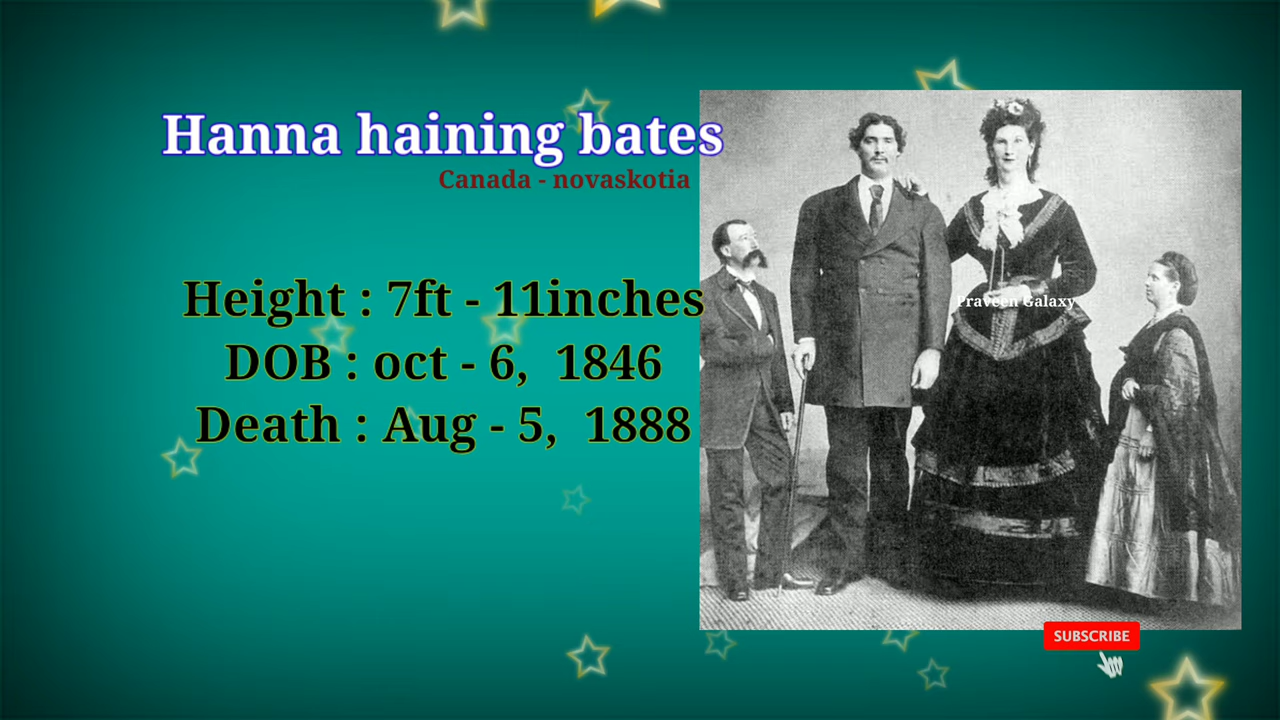 Hanna haining bates
Canada - novaskotia
Height : 7ft - 11inches
DOB : oct - 6, 1846
Death : Aug - 5, 1888
Praveen Galaxy
SUBSCRIBE